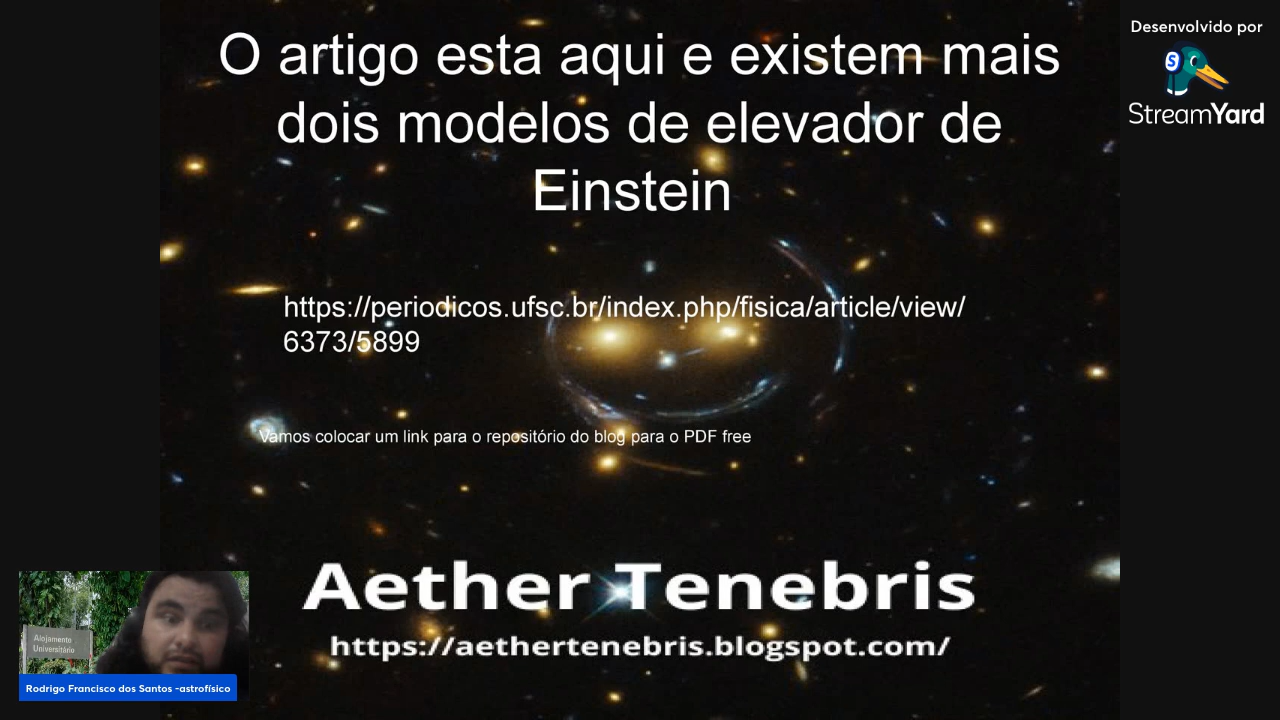 O artigo esta aqui e existem mais
dois modelos de elevador de
Einstein
https://periodicos.ufsc.br/index.php/fisica/article/view/
6373/5899
Vamos colocar um link para o repositório do blog para o PDF free
Aether Tenebris
https://aethertenebris.blogspot.com/
Desenvolvido por
S
StreamYard
Alojamento
Universitário
Rodrigo Francisco dos Santos -astrofísico